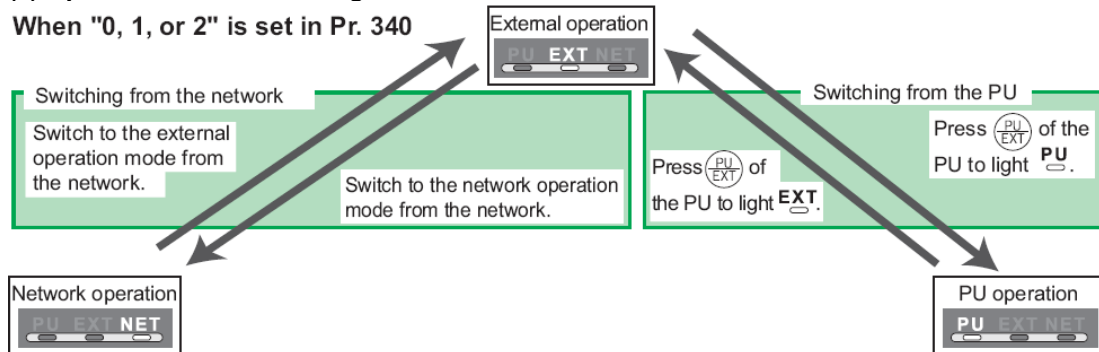 When "0, 1, or 2" is set in Pr. 340
External operation
PU EXT NET
Switching from the network
Switch to the external
operation mode from
the network.
Switch to the network operation
mode from the network.
Switching from the PU
Press PU/EXT of
the PU to light EXT.
Press PU/EXT of the
PU to light PU.
Network operation
PU EXT NET
PU operation
PU EXT NET